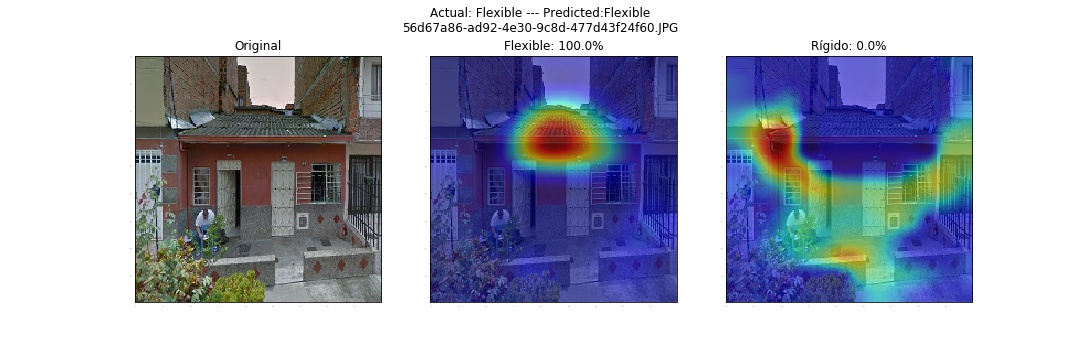 Actual: Flexible --- Predicted:Flexible
56d67a86-ad92-4e30-9c8d-477d43f24f60.JPG
Original
Flexible: 100.0%
Rígido: 0.0%